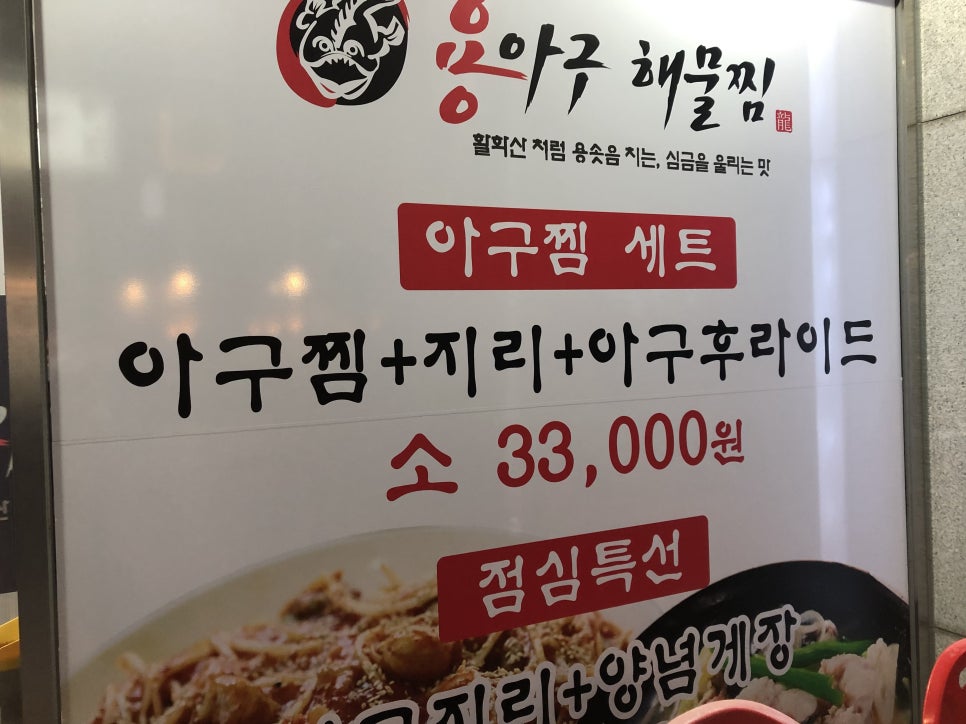 용아구 해물찜
龍
활화산 처럼 용솟음 치는, 심금을 울리는 맛
아구찜 세트
아구찜+지리+아구후라이드
소 33,000원
점심특선
구지리+양념게장